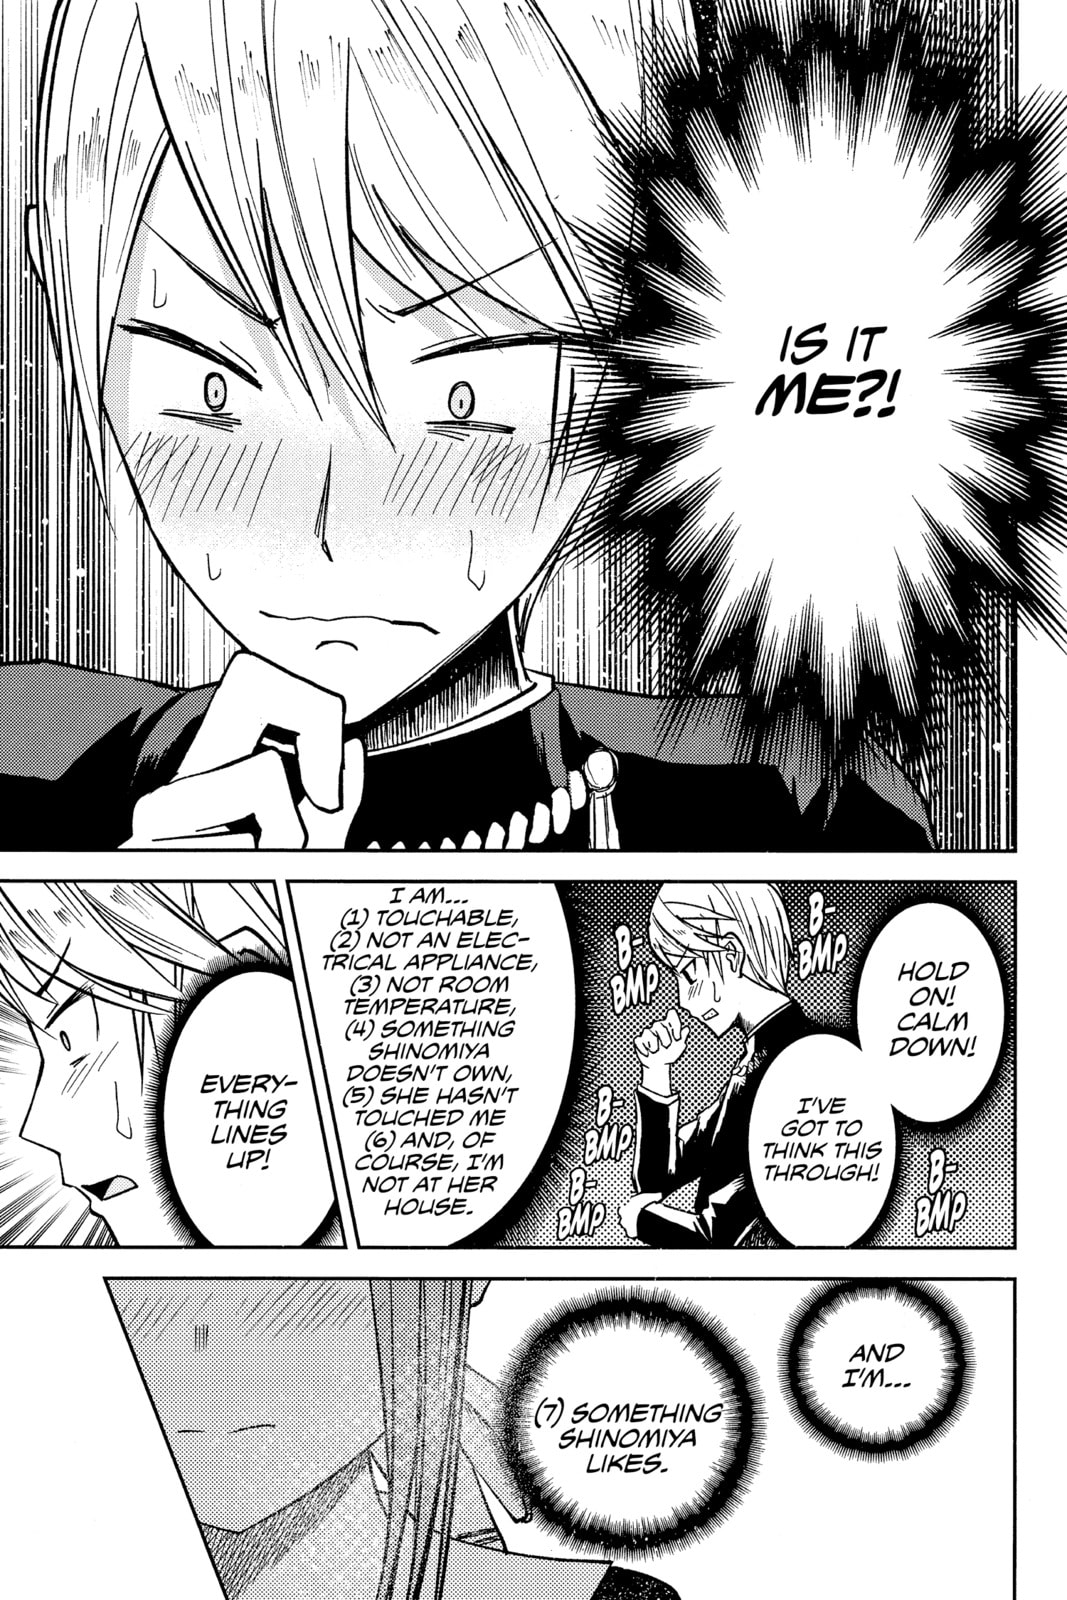 IS IT
ME?!
HOLD
ON!
CALM
DOWN!
I'VE
GOT TO
THINK THIS
THROUGH!
B-
BMP
B-
BMP
B-
BMP
B-
BMP
B-
BMP
I AM...
(1) TOUCHABLE,
(2) NOT AN ELEC-
TRICAL APPLIANCE,
(3) NOT ROOM
TEMPERATURE,
(4) SOMETHING
SHINOMIYA
DOESN'T OWN,
(5) SHE HASN'T
TOUCHED ME
(6) AND, OF
COURSE, I'M
NOT AT HER
HOUSE.
EVERY-
THING
LINES
UP!
AND
I'M...
(7) SOMETHING
SHINOMIYA
LIKES.